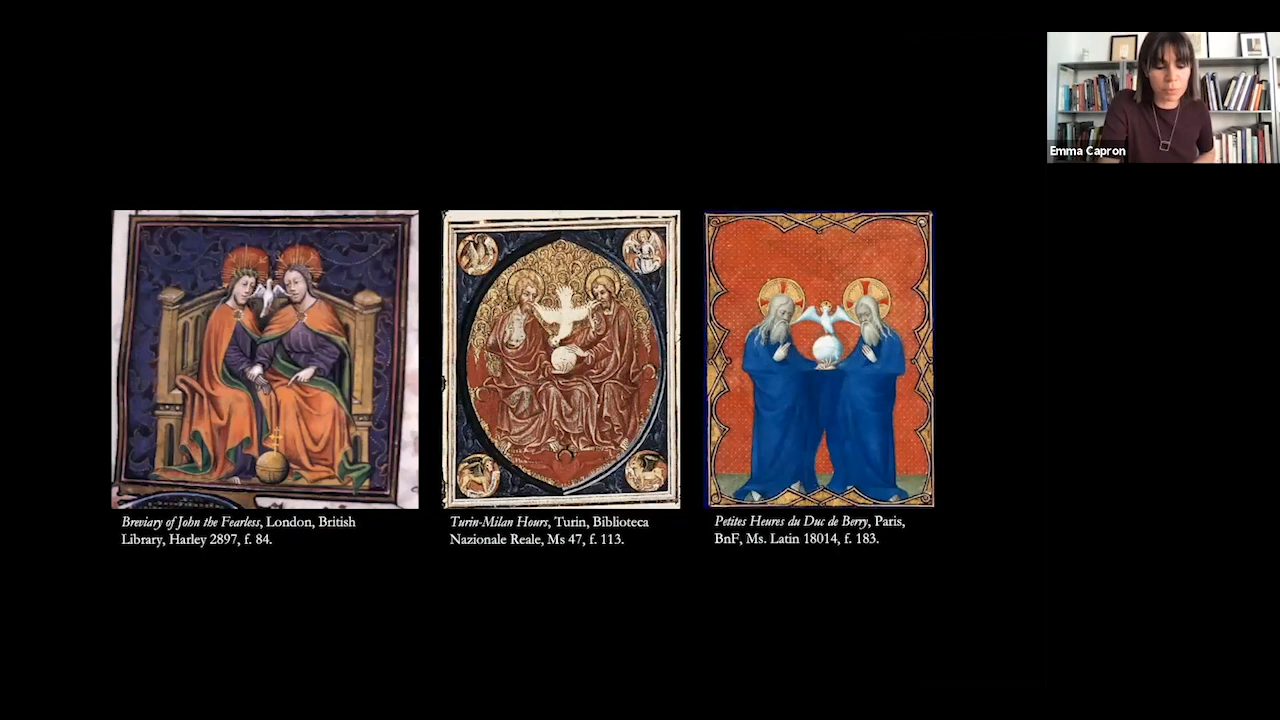 Emma Capron
Breviary of John the Fearless, London, British
Library, Harley 2897, f. 84.
Turin-Milan Hours, Turin, Biblioteca
Nazionale Reale, Ms 47, f. 113.
Petites Heures du Duc de Berry, Paris,
BnF, Ms. Latin 18014, f. 183.